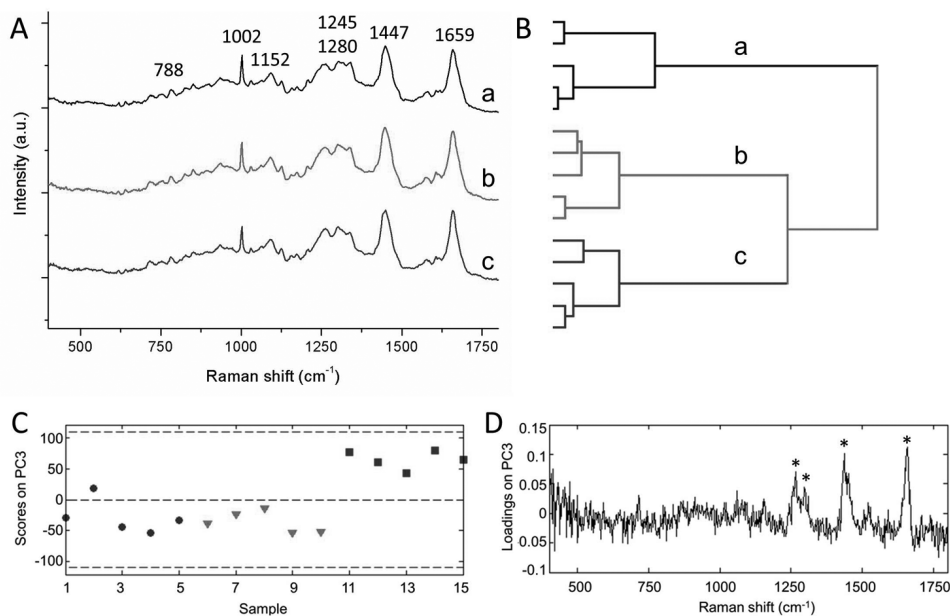 A
1245
1002
1280
1447
1659
788
1152
a
b
c
Intensity (a.u.)
500 750 1000 1250 1500 1750
Raman shift (cm⁻¹)
B
a
b
c
C
Scores on PC3
100
50
0
-50
-100
1 3 5 7 9 11 13 15
Sample
D
Loadings on PC3
0.15
0.1
0.05
0
0.05
-0.1
500 750 1000 1250 1500 1750
Raman shift (cm⁻¹)
* * * *